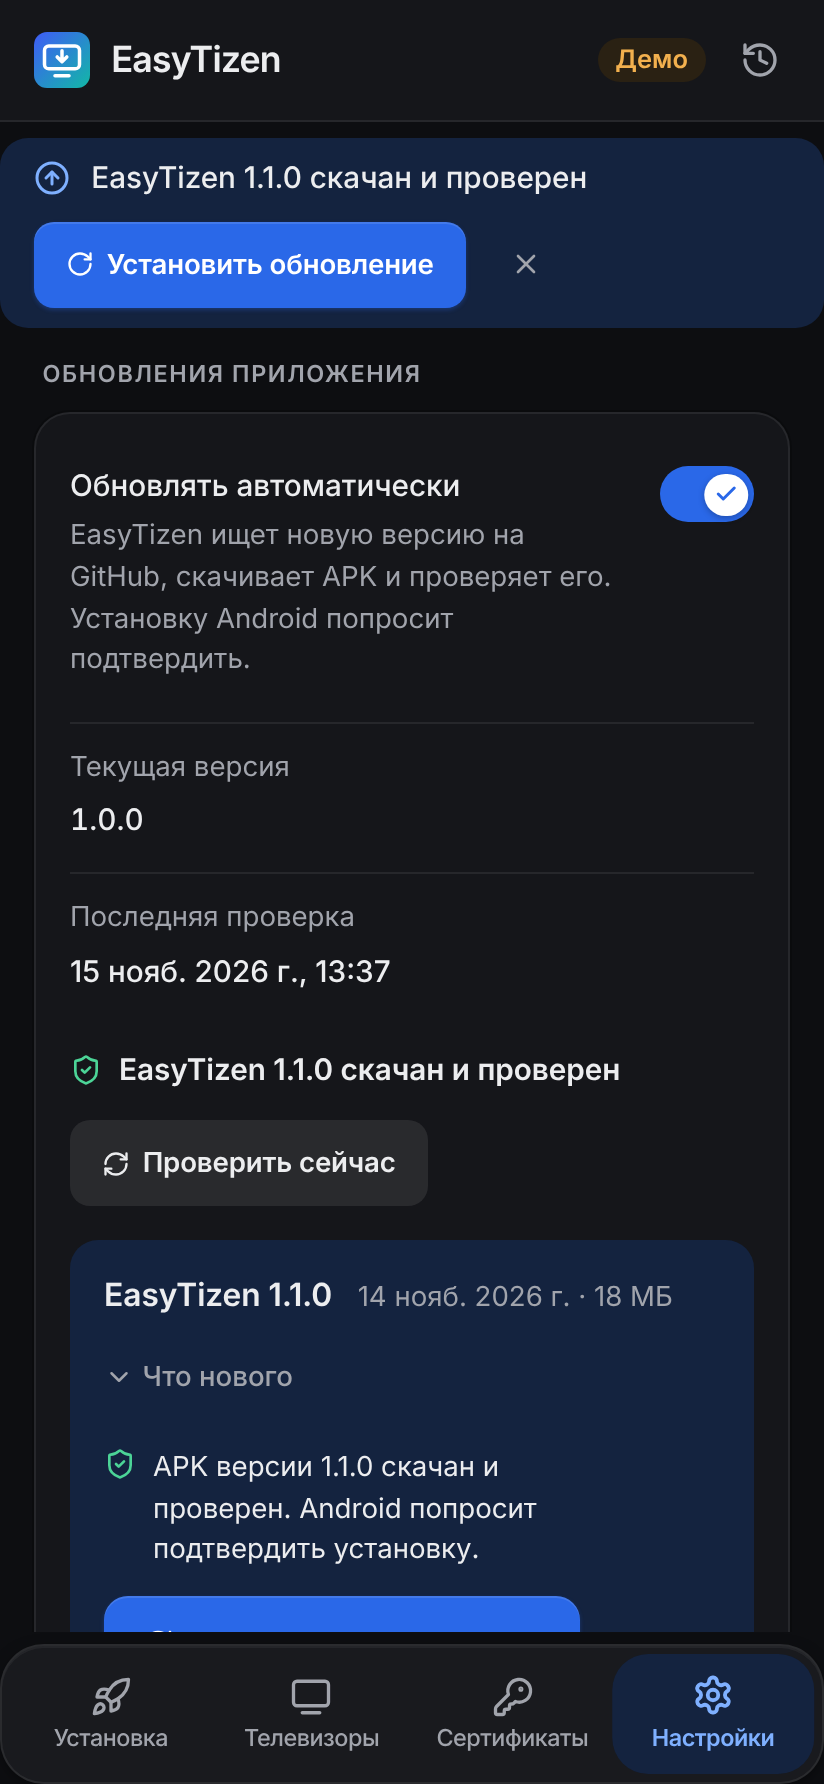 EasyTizen
Демо
EasyTizen 1.1.0 скачан и проверен
Установить обновление
ОБНОВЛЕНИЯ ПРИЛОЖЕНИЯ
Обновлять автоматически
EasyTizen ищет новую версию на
GitHub, скачивает APK и проверяет его.
Установку Android попросит
подтвердить.
Текущая версия
1.0.0
Последняя проверка
15 нояб. 2026 г., 13:37
EasyTizen 1.1.0 скачан и проверен
Проверить сейчас
EasyTizen 1.1.0 14 нояб. 2026 г. · 18 МБ
Что нового
APK версии 1.1.0 скачан и
проверен. Android попросит
подтвердить установку.
Установка
Телевизоры
Сертификаты
Настройки